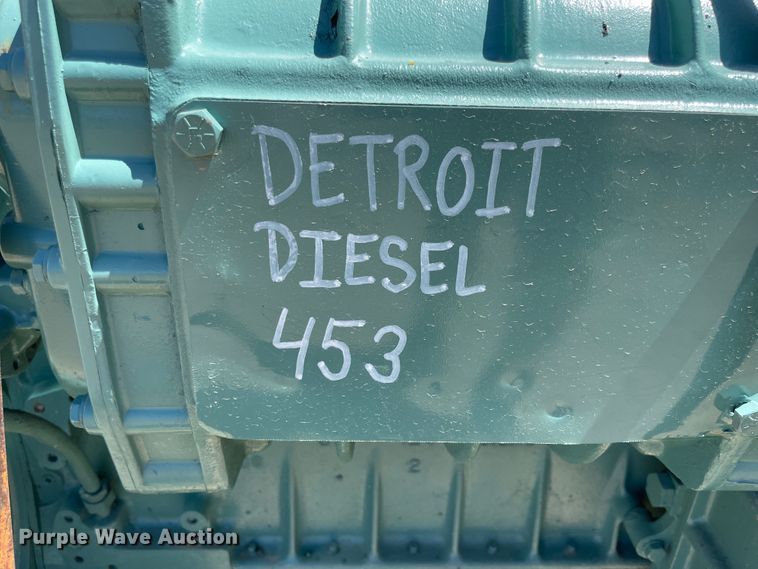 DETROIT
DIESEL
453
2
Purple Wave Auction